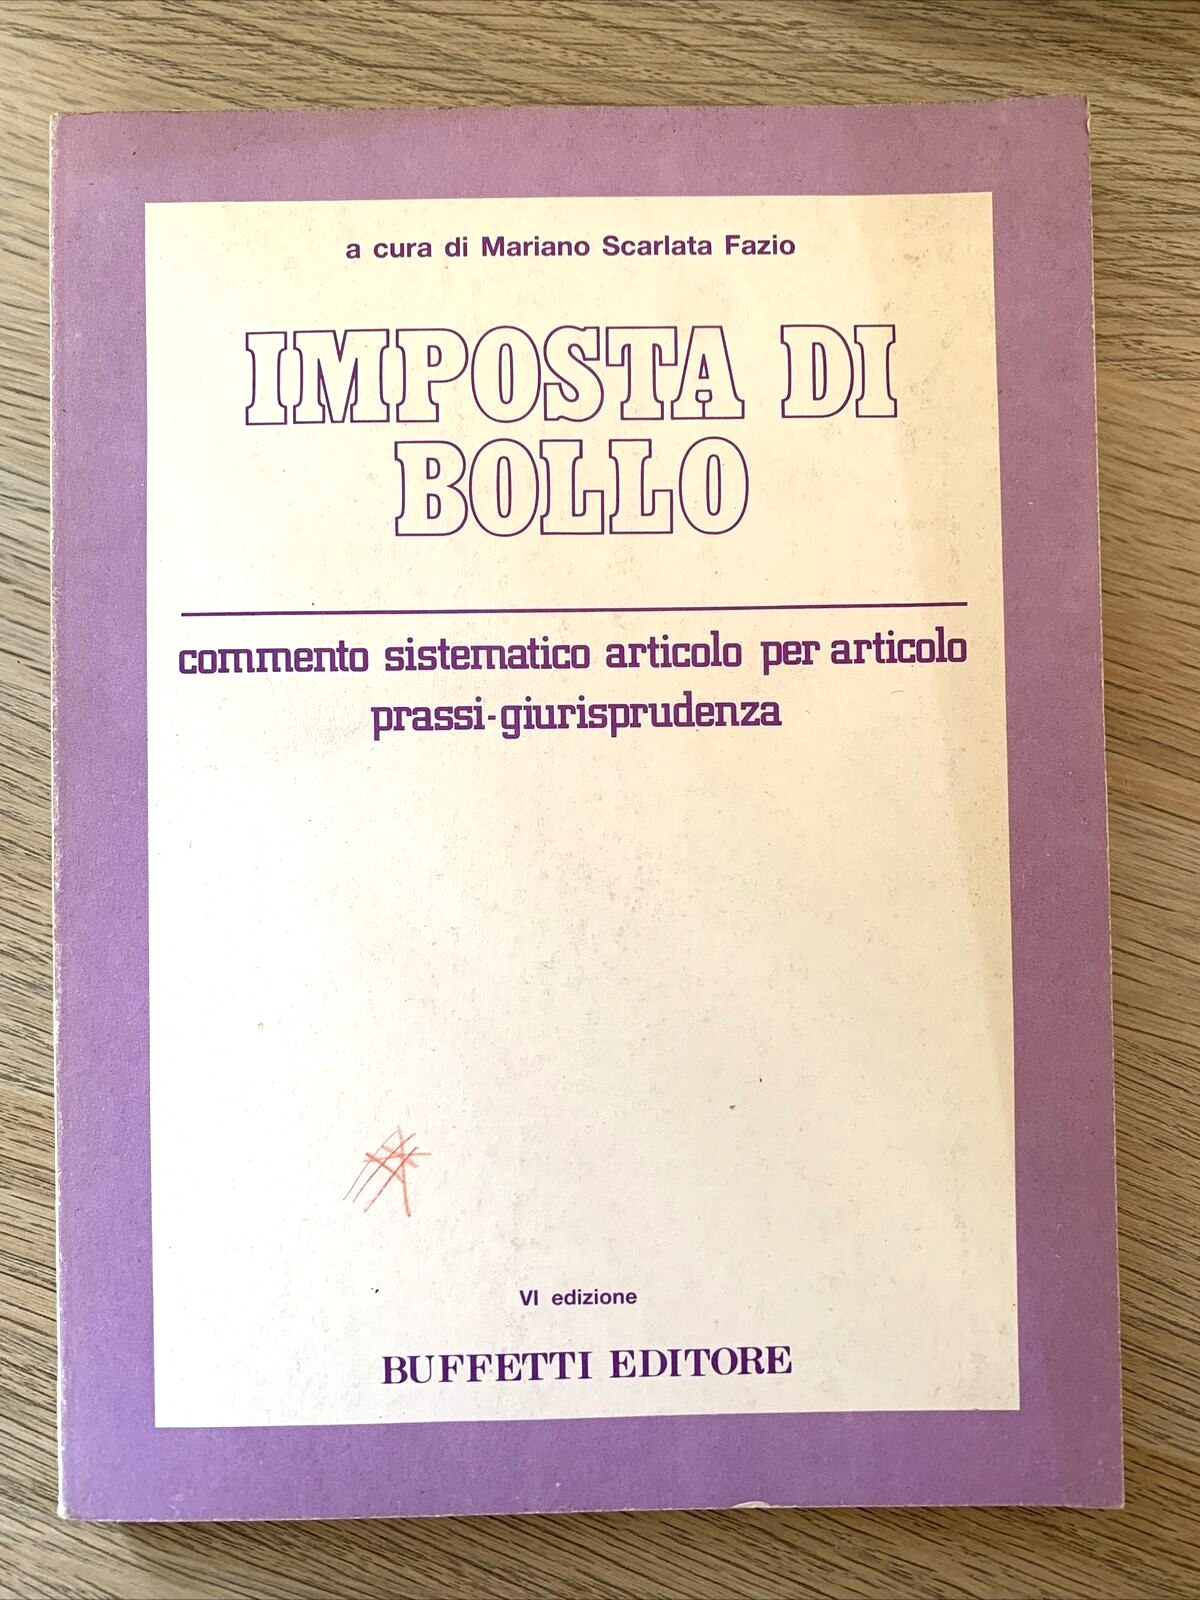 a cura di Mariano Scarlata Fazio
IMPOSTA DI
BOLLO
commento sistematico articolo per articolo
prassi-giurisprudenza
VI edizione
BUFFETTI EDITORE